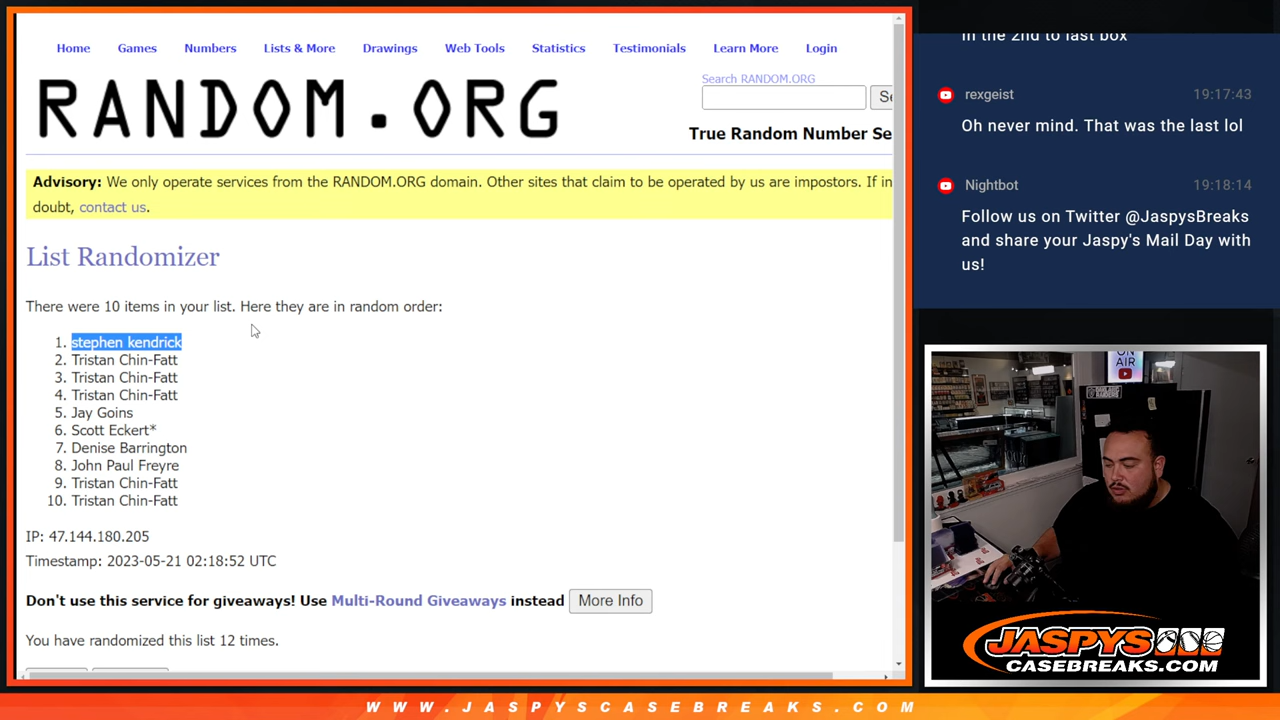 Home Games Numbers Lists & More Drawings Web Tools Statistics Testimonials Learn More Login
RANDOM.ORG
Search RANDOM.ORG
True Random Number Se
Advisory: We only operate services from the RANDOM.ORG domain. Other sites that claim to be operated by us are impostors. If in
doubt, contact us.
List Randomizer
There were 10 items in your list. Here they are in random order:
1. stephen kendrick
2. Tristan Chin-Fatt
3. Tristan Chin-Fatt
4. Tristan Chin-Fatt
5. Jay Goins
6. Scott Eckert*
7. Denise Barrington
8. John Paul Freyre
9. Tristan Chin-Fatt
10. Tristan Chin-Fatt
IP: 47.144.180.205
Timestamp: 2023-05-21 02:18:52 UTC
Don't use this service for giveaways! Use Multi-Round Giveaways instead More Info
You have randomized this list 12 times.
in the 2nd to last box
rexgeist 19:17:43
Oh never mind. That was the last lol
Nightbot 19:18:14
Follow us on Twitter @JaspysBreaks
and share your Jaspy's Mail Day with
us!
ON
AIR
JASPYS
CASEBREAKS.COM
WWW.JASPYSCASEBREAKS.COM